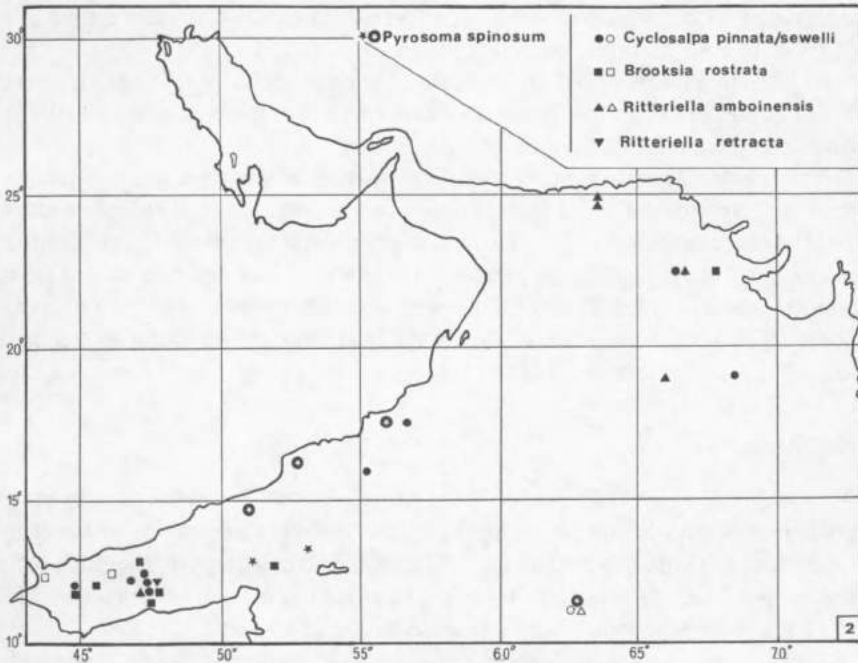 30°
*⊙Pyrosoma spinosum
●○ Cyclosalpa pinnata/sewelli
■□ Brooksia rostrata
▲△ Ritteriella amboinensis
▼ Ritteriella retracta
25°
20°
15°
10°
45° 50° 55° 60° 65° 70°
2